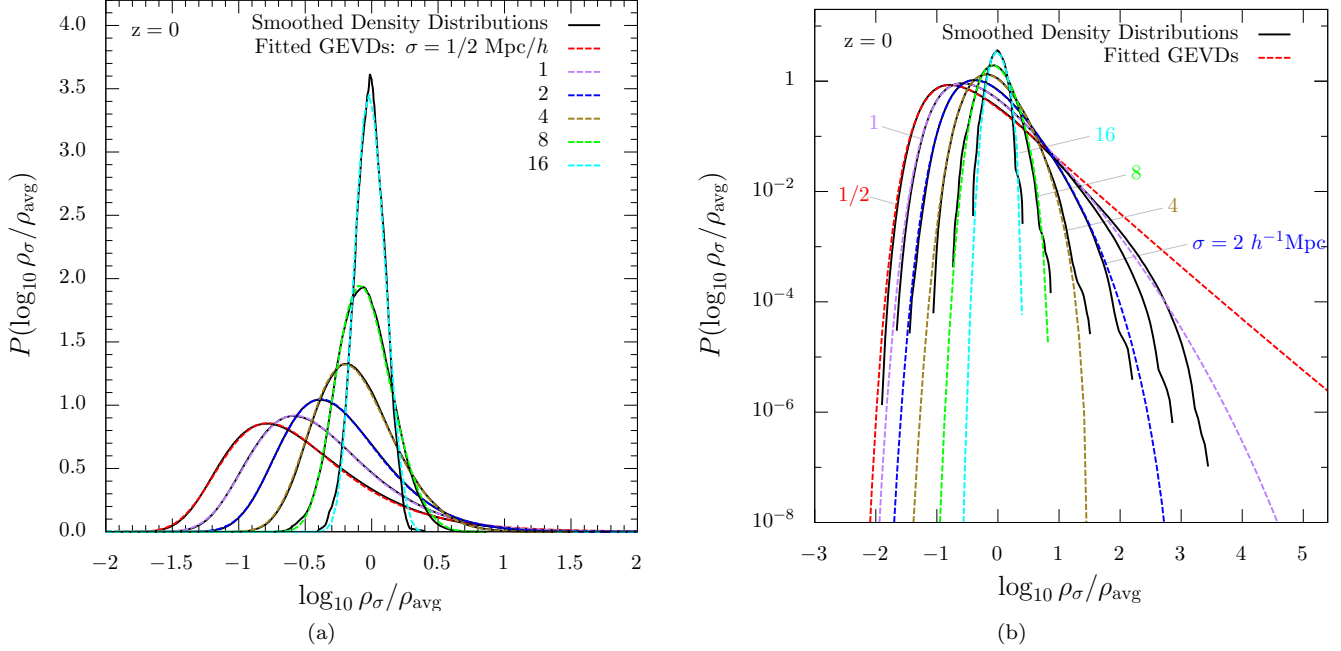 z = 0
Smoothed Density Distributions
Fitted GEVDs: σ = 1/2 Mpc/h
1
2
4
8
16
4.0
3.5
3.0
2.5
2.0
1.5
1.0
0.5
0.0
P(log₁₀ ρσ/ρavg)
−2 −1.5 −1 −0.5 0 0.5 1 1.5 2
log₁₀ ρσ/ρavg
(a)
z = 0
Smoothed Density Distributions
Fitted GEVDs
1
1/2
16
8
4
σ = 2 h⁻¹Mpc
1
10⁻²
10⁻⁴
10⁻⁶
10⁻⁸
P(log₁₀ ρσ/ρavg)
−3 −2 −1 0 1 2 3 4 5
log₁₀ ρσ/ρavg
(b)